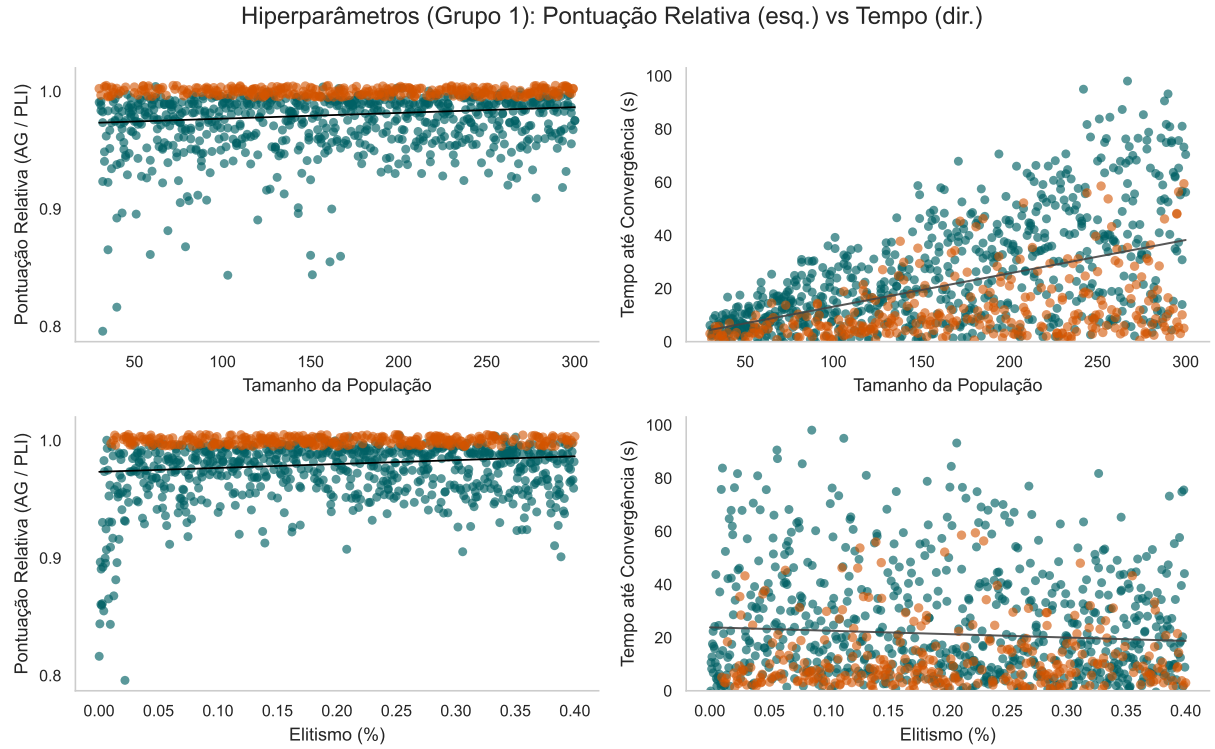 Hiperparâmetros (Grupo 1): Pontuação Relativa (esq.) vs Tempo (dir.)
Pontuação Relativa (AG / PLI)
1.0
0.9
0.8
50 100 150 200 250 300
Tamanho da População
Tempo até Convergência (s)
100
80
60
40
20
0
50 100 150 200 250 300
Tamanho da População
Pontuação Relativa (AG / PLI)
1.0
0.9
0.8
0.00 0.05 0.10 0.15 0.20 0.25 0.30 0.35 0.40
Elitismo (%)
Tempo até Convergência (s)
100
80
60
40
20
0
0.00 0.05 0.10 0.15 0.20 0.25 0.30 0.35 0.40
Elitismo (%)